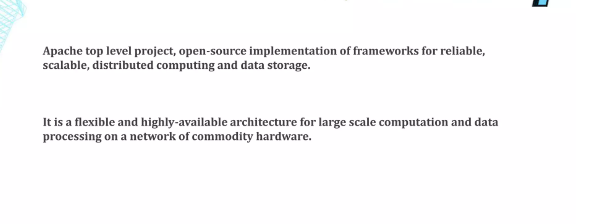 Apache top level project, open-source implementation of frameworks for reliable,
scalable, distributed computing and data storage.
It is a flexible and highly-available architecture for large scale computation and data
processing on a network of commodity hardware.